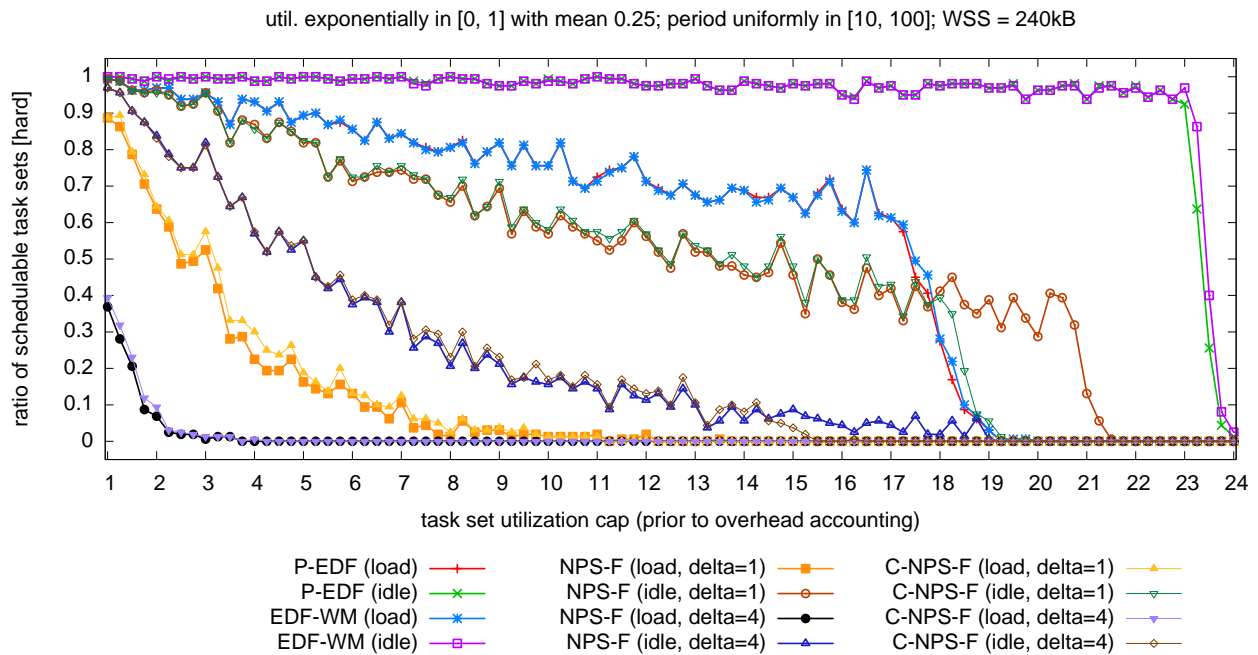 util. exponentially in [0, 1] with mean 0.25; period uniformly in [10, 100]; WSS = 240kB
ratio of schedulable task sets [hard]
1
0.9
0.8
0.7
0.6
0.5
0.4
0.3
0.2
0.1
0
1 2 3 4 5 6 7 8 9 10 11 12 13 14 15 16 17 18 19 20 21 22 23 24
task set utilization cap (prior to overhead accounting)
P-EDF (load) NPS-F (load, delta=1) C-NPS-F (load, delta=1)
P-EDF (idle) NPS-F (idle, delta=1) C-NPS-F (idle, delta=1)
EDF-WM (load) NPS-F (load, delta=4) C-NPS-F (load, delta=4)
EDF-WM (idle) NPS-F (idle, delta=4) C-NPS-F (idle, delta=4)